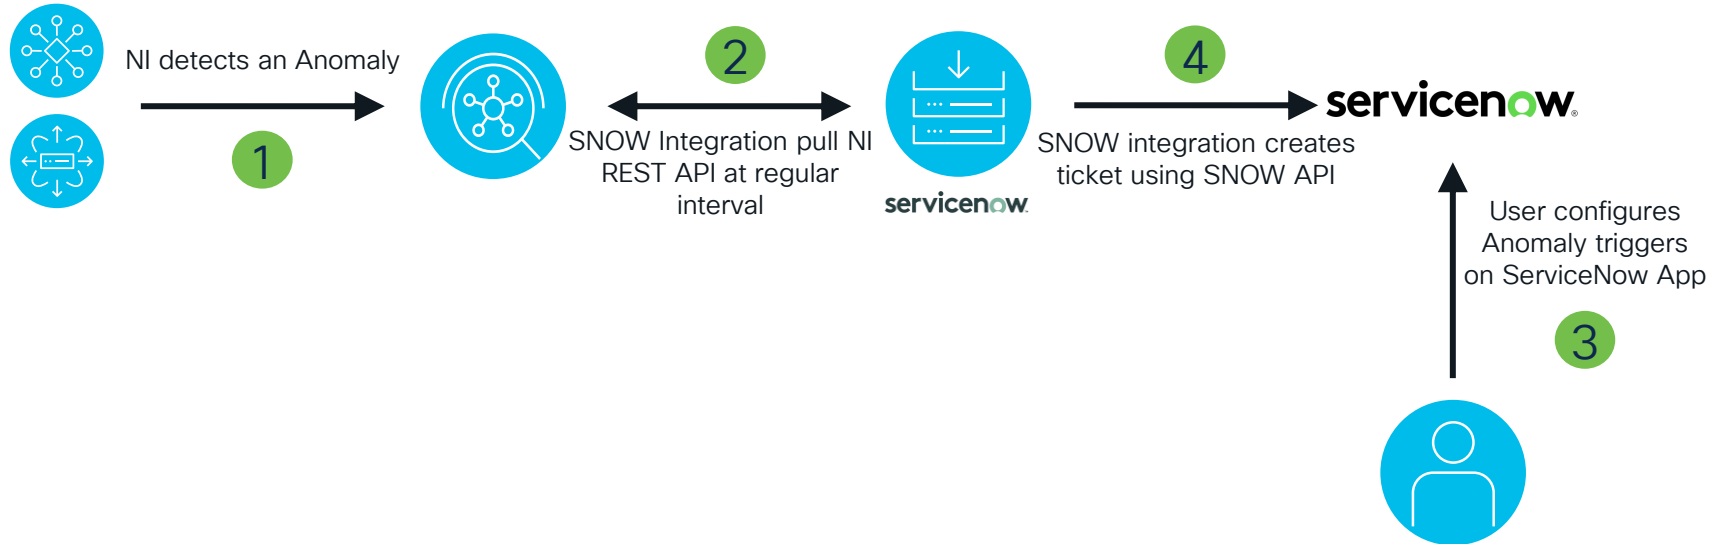 NI detects an Anomaly
1
2
SNOW Integration pull NI
REST API at regular
interval
servicenow.
4
SNOW integration creates
ticket using SNOW API
servicenow®
User configures
Anomaly triggers
on ServiceNow App
3